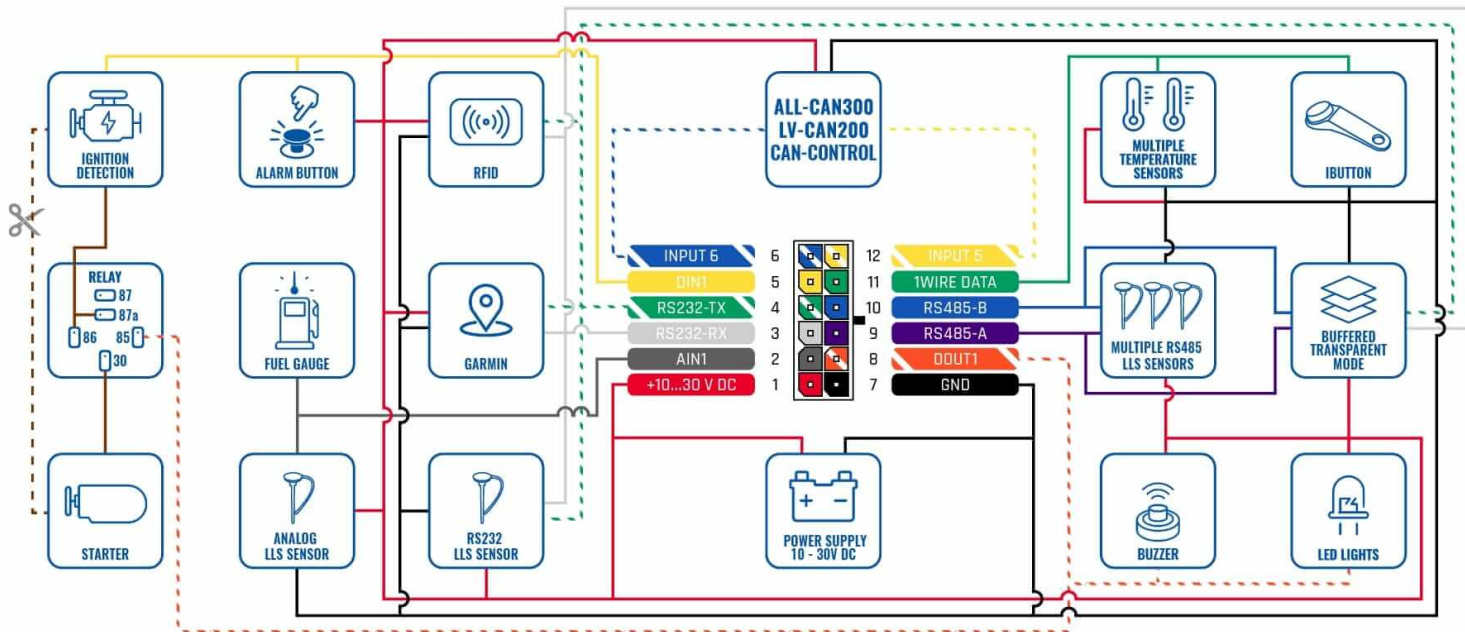 ALL-CAN300
LV-CAN200
CAN-CONTROL
IGNITION
DETECTION
ALARM BUTTON
RFID
MULTIPLE
TEMPERATURE
SENSORS
IBUTTON
RELAY
87
87a
86
85
30
FUEL GAUGE
GARMIN
INPUT 6
6
12
INPUT 5
DIN1
5
11
1WIRE DATA
RS232-TX
4
10
RS485-B
RS232-RX
3
9
RS485-A
AIN1
2
8
DOUT1
+10...30 V DC
1
7
GND
MULTIPLE RS485
LLS SENSORS
BUFFERED
TRANSPARENT
MODE
STARTER
ANALOG
LLS SENSOR
RS232
LLS SENSOR
POWER SUPPLY
10 - 30V DC
BUZZER
LED LIGHTS